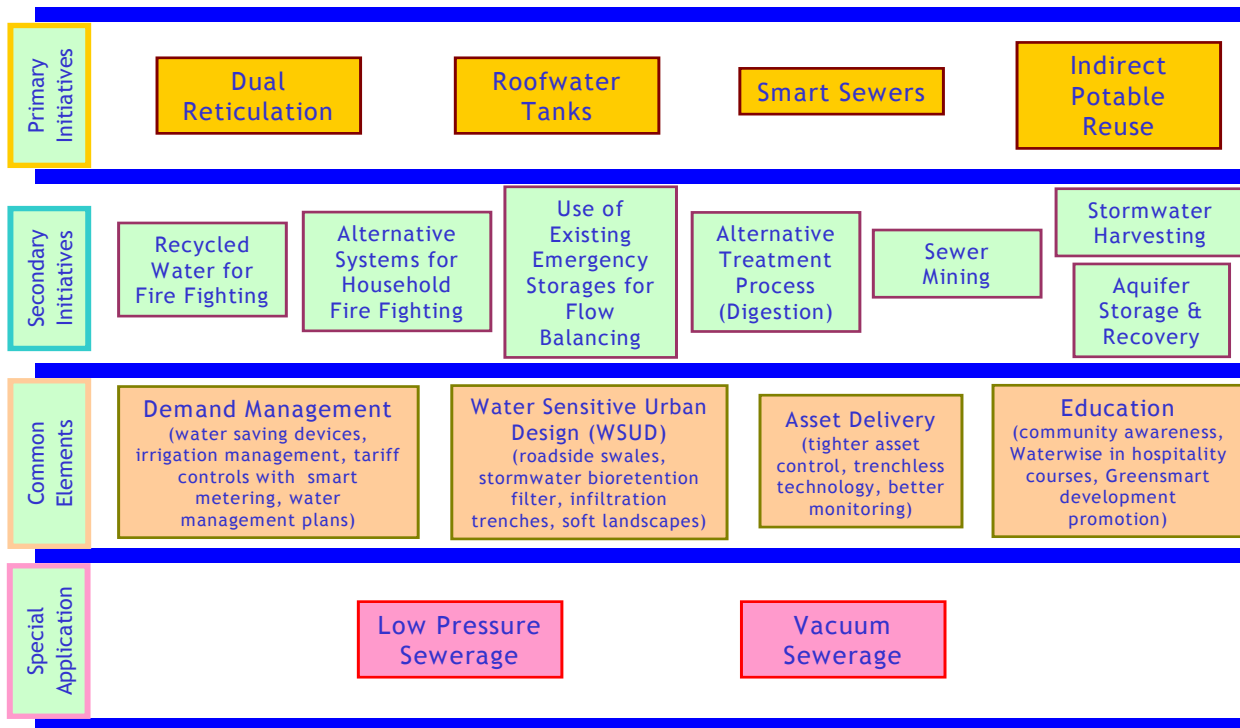 Primary
Initiatives
Dual
Reticulation
Roofwater
Tanks
Smart Sewers
Indirect
Potable
Reuse
Secondary
Initiatives
Recycled
Water for
Fire Fighting
Alternative
Systems for
Household
Fire Fighting
Use of
Existing
Emergency
Storages for
Flow
Balancing
Alternative
Treatment
Process
(Digestion)
Sewer
Mining
Stormwater
Harvesting
Aquifer
Storage &
Recovery
Common
Elements
Demand Management
(water saving devices,
irrigation management, tariff
controls with smart
metering, water
management plans)
Water Sensitive Urban
Design (WSUD)
(roadside swales,
stormwater bioretention
filter, infiltration
trenches, soft landscapes)
Asset Delivery
(tighter asset
control, trenchless
technology, better
monitoring)
Education
(community awareness,
Waterwise in hospitality
courses, Greensmart
development
promotion)
Special
Application
Low Pressure
Sewerage
Vacuum
Sewerage